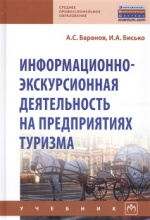 СРЕДНЕЕ
ПРОФЕССИОНАЛЬНОЕ
ОБРАЗОВАНИЕ
А.С. Баранов, И.А. Бисько
ИНФОРМАЦИОННО-
ЭКСКУРСИОННАЯ
ДЕЯТЕЛЬНОСТЬ
НА ПРЕДПРИЯТИЯХ
ТУРИЗМА
УЧЕБНИК